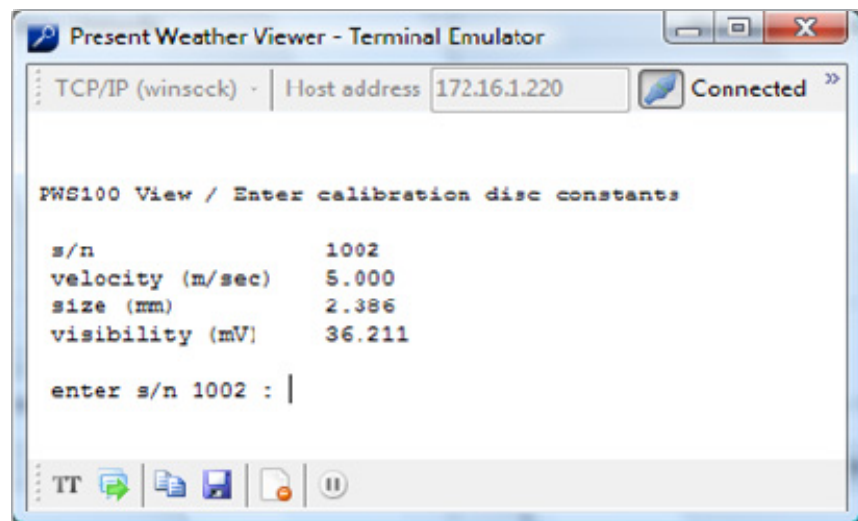 Present Weather Viewer - Terminal Emulator
TCP/IP (winsock) Host address 172.16.1.220 Connected »
PWS100 View / Enter calibration disc constants
s/n 1002
velocity (m/sec) 5.000
size (mm) 2.386
visibility (mV) 36.211
enter s/n 1002 :
TT